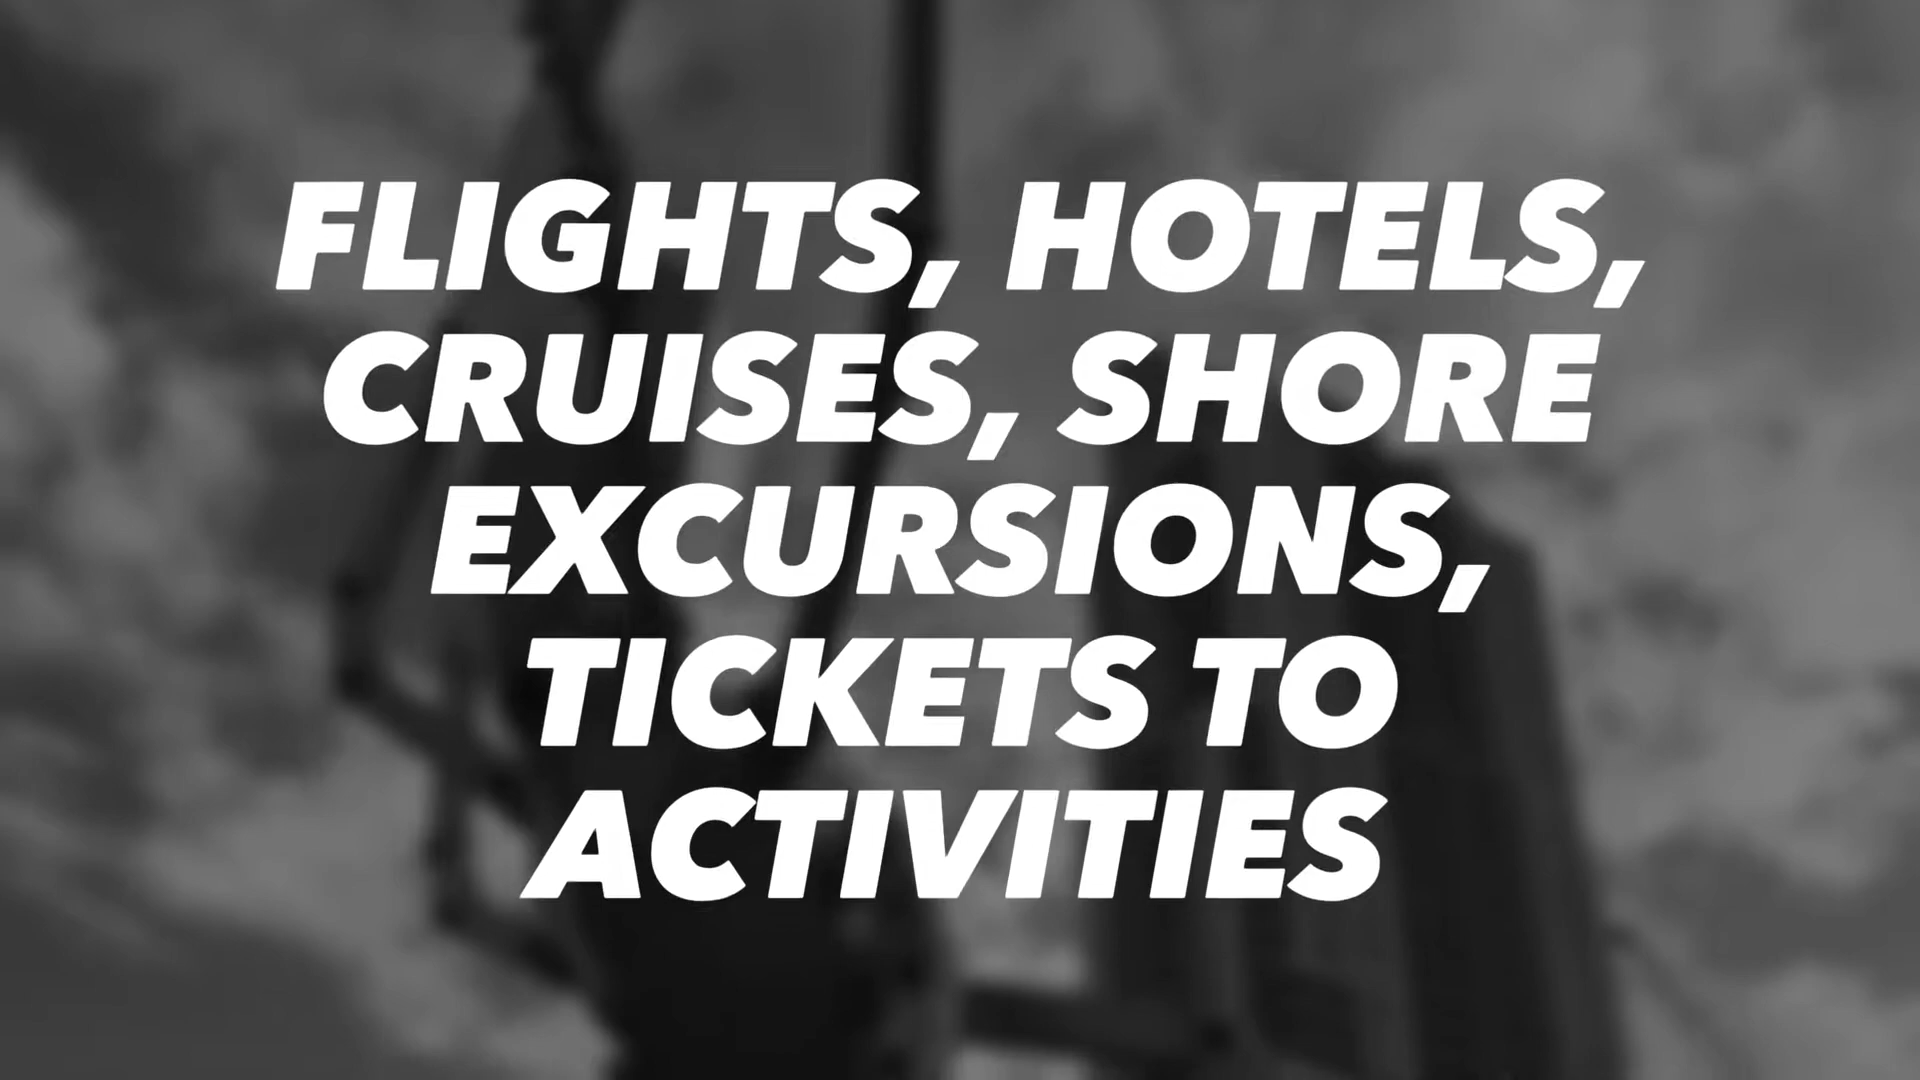 FLIGHTS, HOTELS,
CRUISES, SHORE
EXCURSIONS,
TICKETS TO
ACTIVITIES